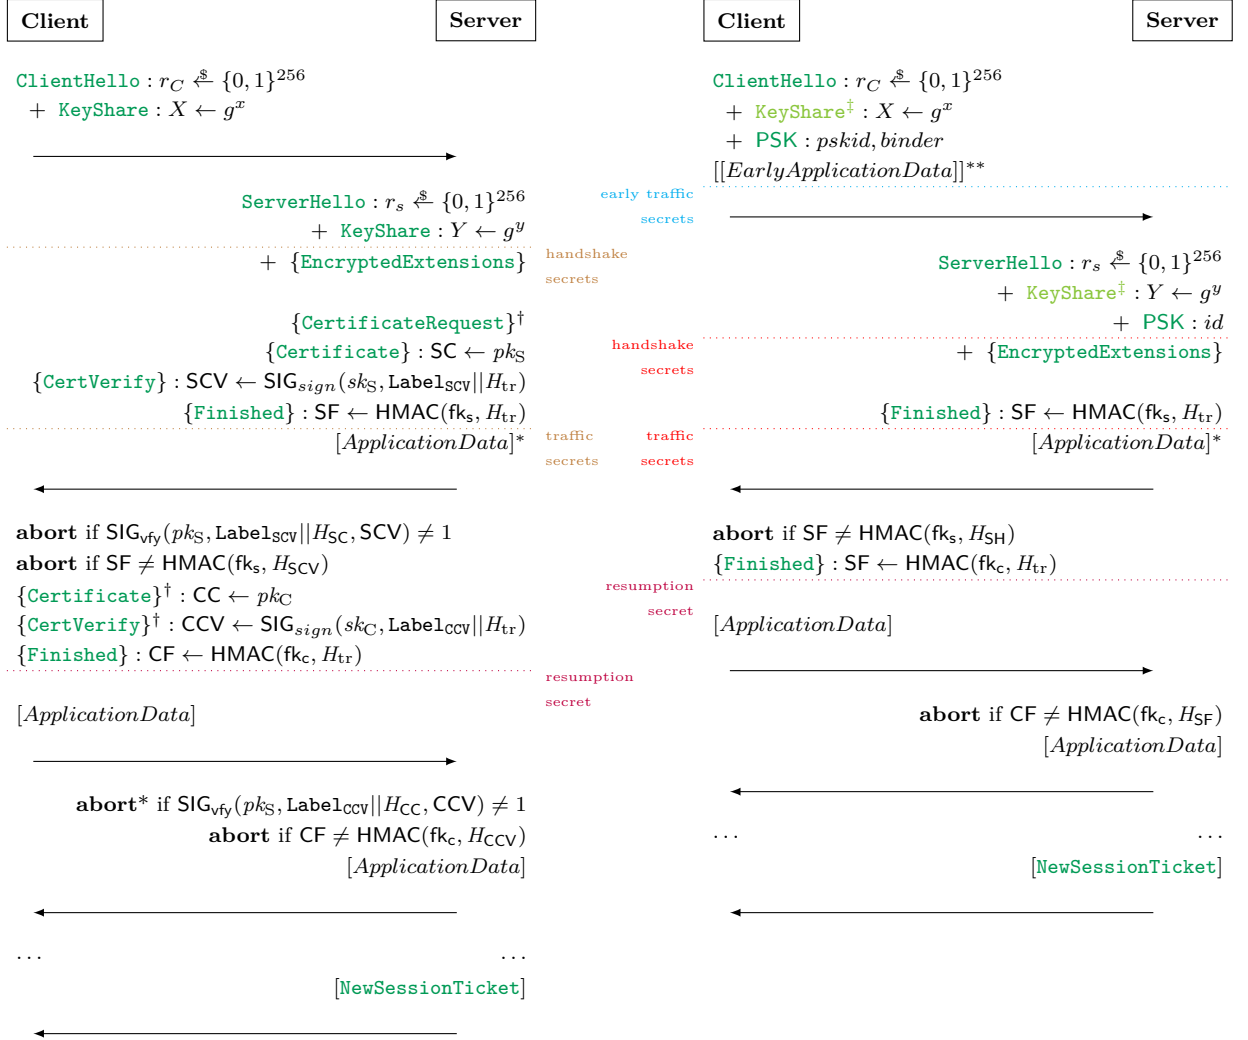 Client
Server
ClientHello : r_C ←$ {0, 1}^256
+ KeyShare : X ← g^x
ServerHello : r_s ←$ {0, 1}^256
+ KeyShare : Y ← g^y
+ {EncryptedExtensions}
handshake
secrets
{CertificateRequest}†
{Certificate} : SC ← pk_S
{CertVerify} : SCV ← SIG_sign(sk_S, Label_SCV||H_tr)
{Finished} : SF ← HMAC(fk_s, H_tr)
[ApplicationData]*
traffic
secrets
abort if SIG_vfy(pk_S, Label_SCV||H_SC, SCV) ≠ 1
abort if SF ≠ HMAC(fk_s, H_SCV)
{Certificate}† : CC ← pk_C
{CertVerify}† : CCV ← SIG_sign(sk_C, Label_CCV||H_tr)
{Finished} : CF ← HMAC(fk_c, H_tr)
resumption
secret
[ApplicationData]
abort* if SIG_vfy(pk_S, Label_CCV||H_CC, CCV) ≠ 1
abort if CF ≠ HMAC(fk_c, H_CCV)
[ApplicationData]
... ...
[NewSessionTicket]
Client
Server
ClientHello : r_C ←$ {0, 1}^256
+ KeyShare‡ : X ← g^x
+ PSK : pskid, binder
[[EarlyApplicationData]]**
early traffic
secrets
ServerHello : r_s ←$ {0, 1}^256
+ KeyShare‡ : Y ← g^y
+ PSK : id
handshake
secrets
+ {EncryptedExtensions}
{Finished} : SF ← HMAC(fk_s, H_tr)
traffic
secrets
[ApplicationData]*
abort if SF ≠ HMAC(fk_s, H_SH)
{Finished} : SF ← HMAC(fk_c, H_tr)
resumption
secret
[ApplicationData]
abort if CF ≠ HMAC(fk_c, H_SF)
[ApplicationData]
... ...
[NewSessionTicket]